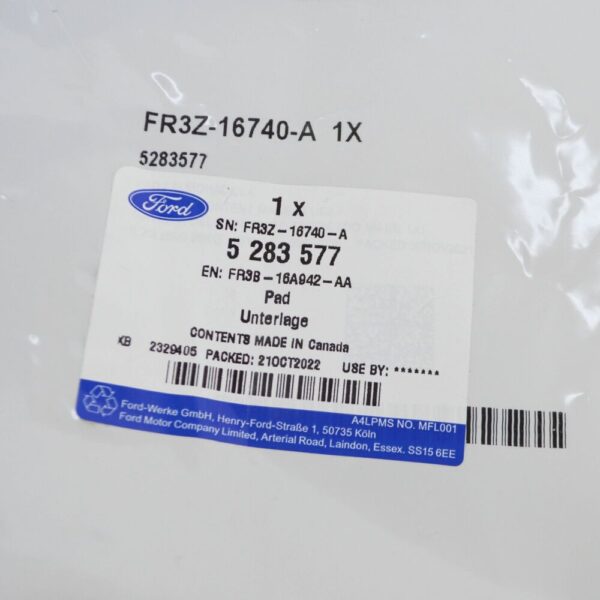 FR3Z-16740-A 1X
5283577
Ford
1 x
SN: FR3Z-16740-A
5 283 577
EN: FR3B-16A942-AA
Pad
Unterlage
CONTENTS MADE IN Canada
KB 2329405 PACKED: 21OCT2022 USE BY: *******
A4LPMS NO. MFL001
Ford-Werke GmbH, Henry-Ford-Straße 1, 50735 Köln
Ford Motor Company Limited, Arterial Road, Laindon, Essex. SS15 6EE